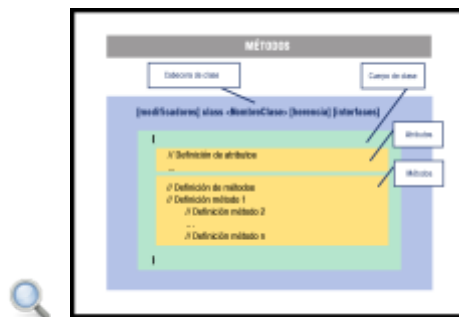 MÉTODOS
Cabecera de clase
Cuerpo de clase
[modificadores] class <NombreClase> [herencia] [interfaces]
Atributos
{
// Definición de atributos
...
Métodos
// Definición de métodos
// Definición método 1
// Definición método 2
...
// Definición método n
}